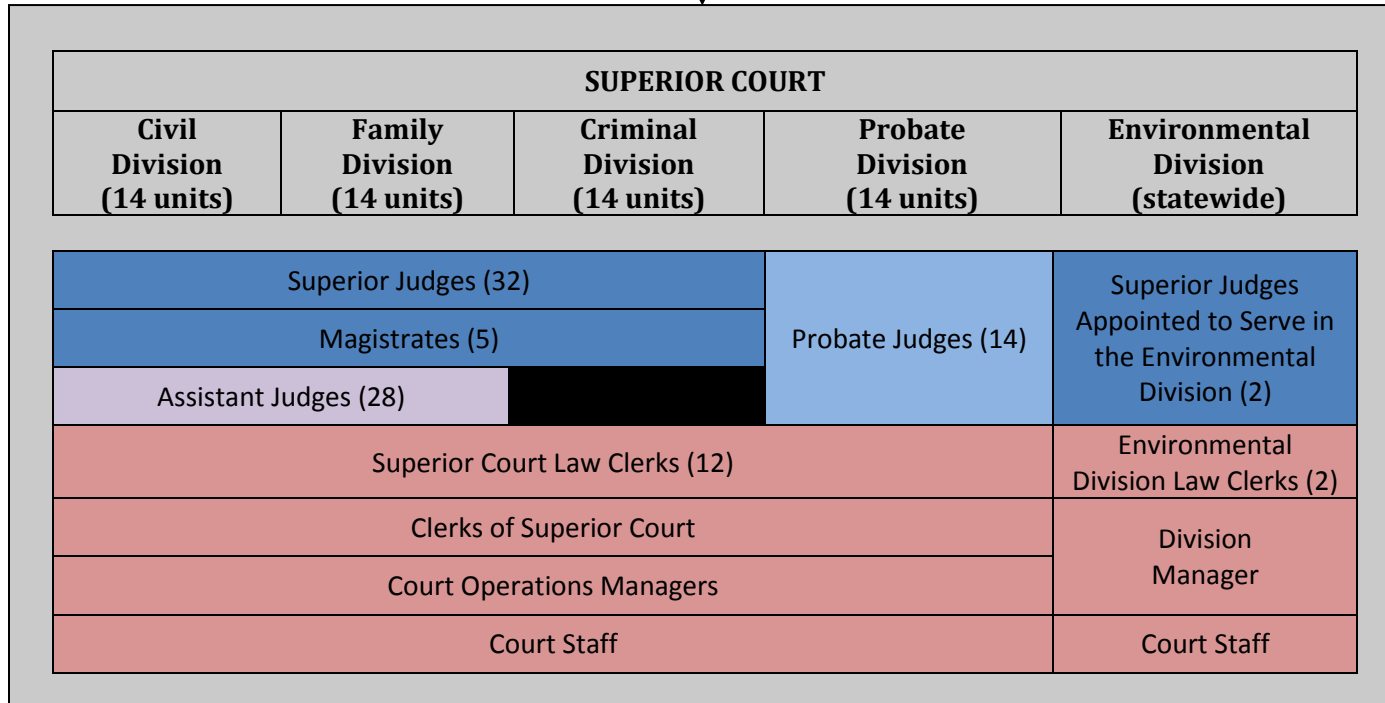 SUPERIOR COURT
Civil
Division
(14 units)
Family
Division
(14 units)
Criminal
Division
(14 units)
Probate
Division
(14 units)
Environmental
Division
(statewide)
Superior Judges (32)
Magistrates (5)
Assistant Judges (28)
Probate Judges (14)
Superior Judges
Appointed to Serve in
the Environmental
Division (2)
Superior Court Law Clerks (12)
Environmental
Division Law Clerks (2)
Clerks of Superior Court
Court Operations Managers
Division
Manager
Court Staff
Court Staff